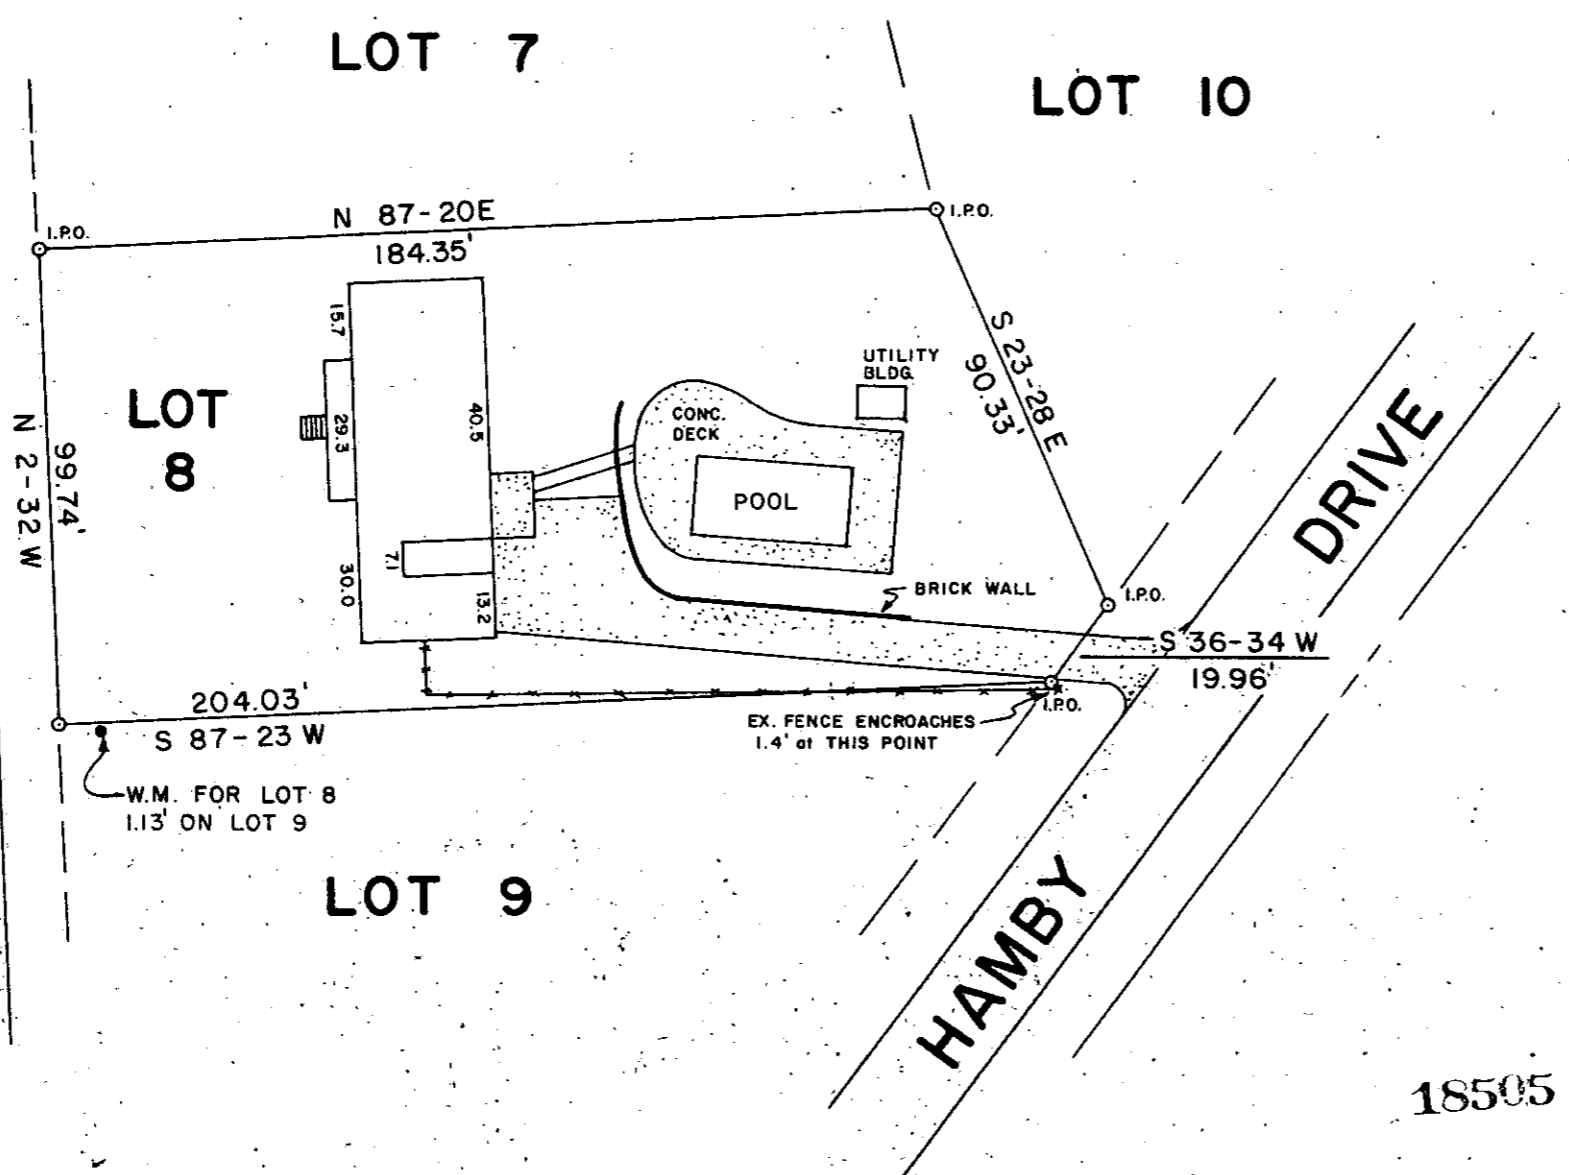 LOT 7
LOT 10
N 87-20E
184.35'
I.P.O.
I.P.O.
S 23-28 E
90.33'
15.7
29.3
30.0
40.5
7.1
13.2
LOT
8
N 2-32 W
99.74'
CONC.
DECK
POOL
UTILITY
BLDG.
BRICK WALL
I.P.O.
S 36-34 W
19.96'
I.P.O.
204.03'
S 87-23 W
EX. FENCE ENCROACHES
1.4' at THIS POINT
W.M. FOR LOT 8
1.13' ON LOT 9
LOT 9
HAMBY DRIVE
18505